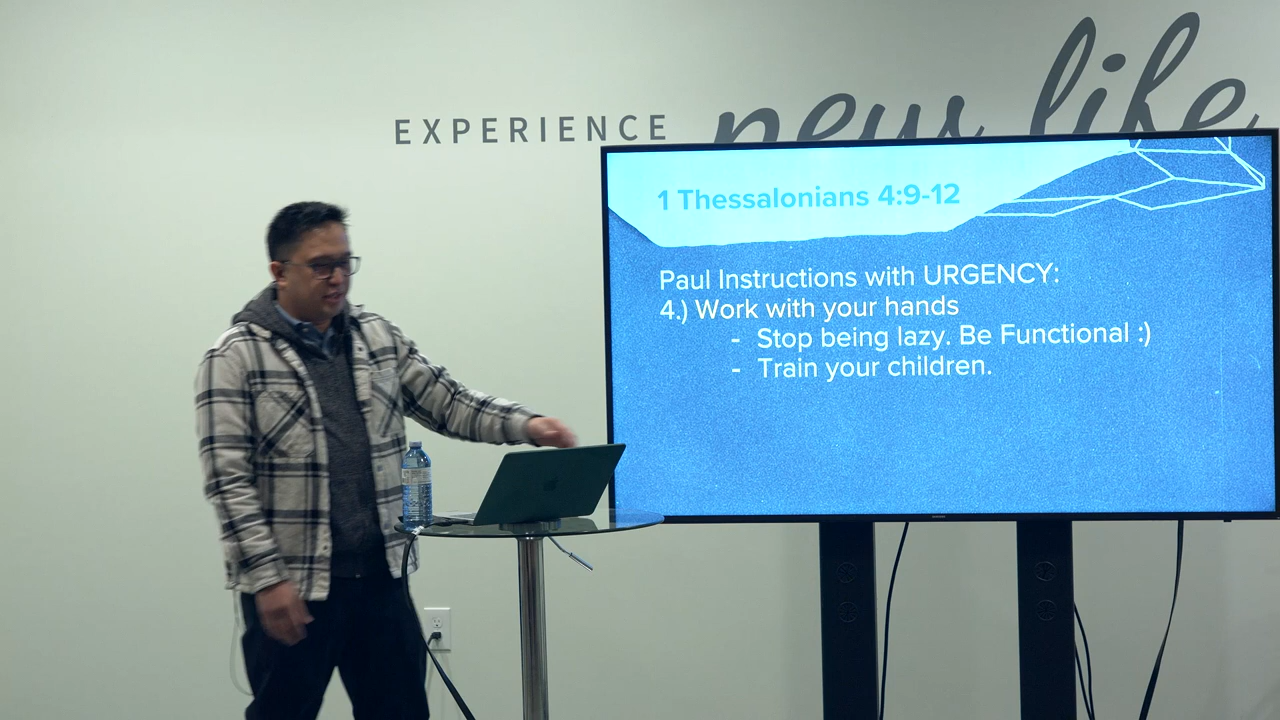 EXPERIENCE new life
1 Thessalonians 4:9-12
Paul Instructions with URGENCY:
4.) Work with your hands
- Stop being lazy. Be Functional :)
- Train your children.